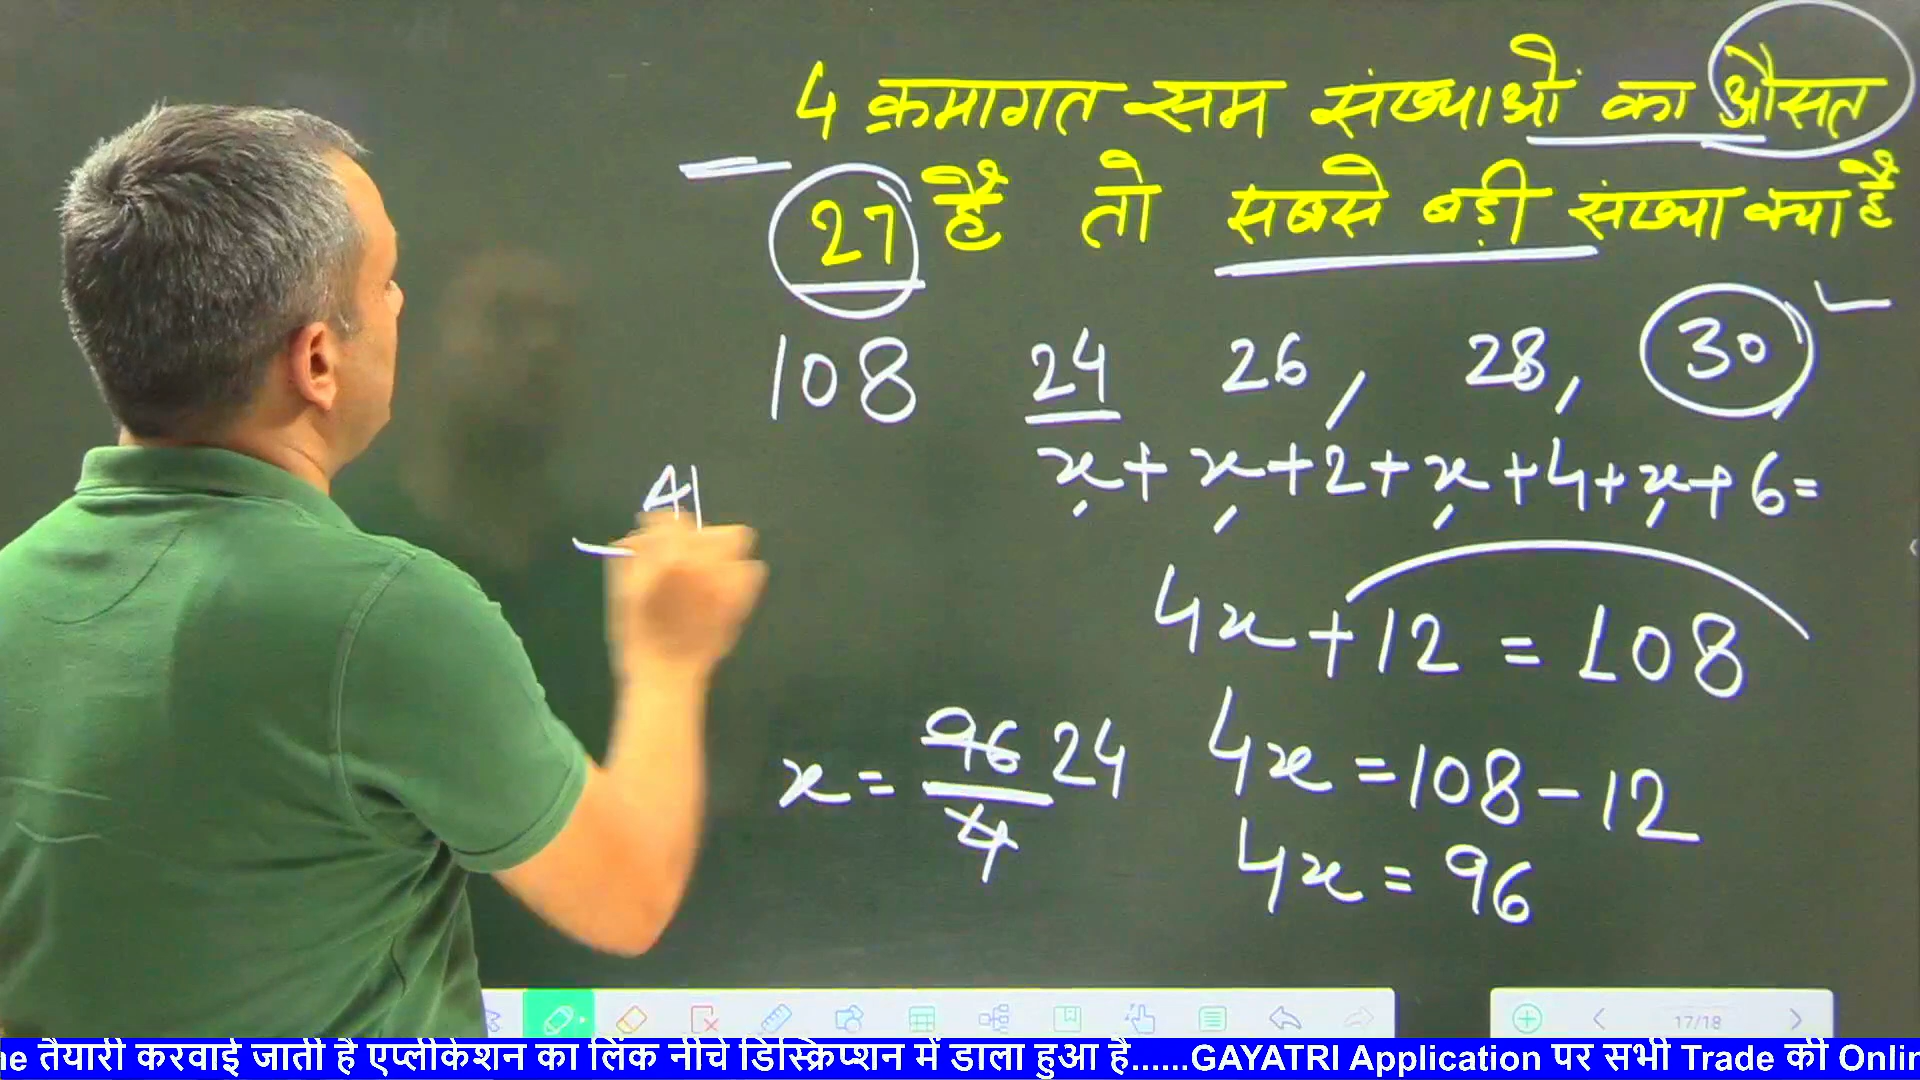 4 क्रमागत सम संख्याओं का औसत
27 है तो सबसे बड़ी संख्या क्या है
108 24 26, 28, 30
x + x + 2 + x + 4 + x + 6 =
4x + 12 = 108
x = 96/4 24
4x = 108 - 12
4x = 96
17/18
तैयारी करवाई जाती है एप्लीकेशन का लिंक नीचे डिस्क्रिप्शन में डाला हुआ है......GAYATRI Application पर सभी Trade की Onlin